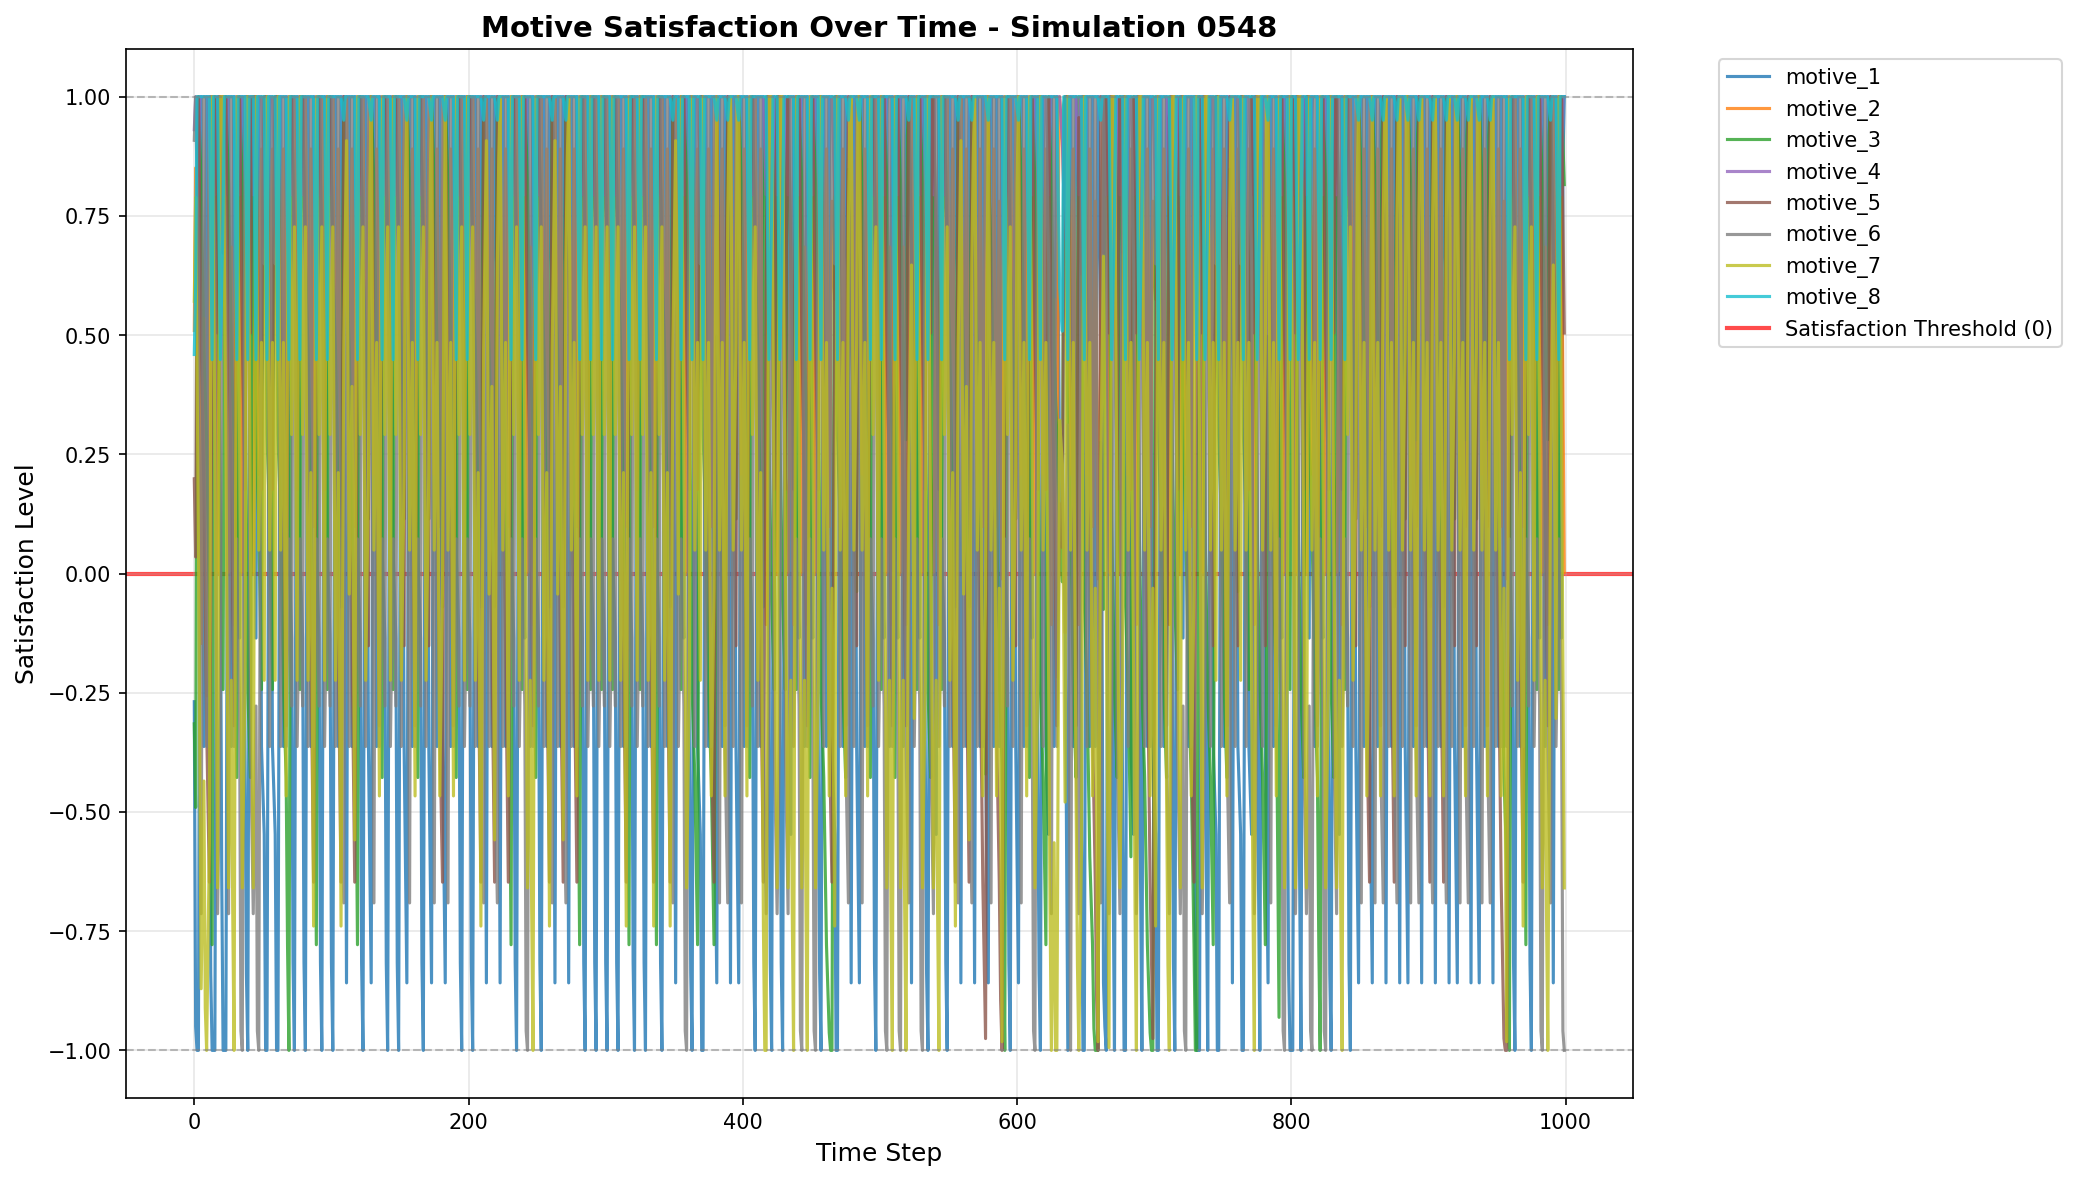 Motive Satisfaction Over Time - Simulation 0548
Satisfaction Level
1.00
0.75
0.50
0.25
0.00
−0.25
−0.50
−0.75
−1.00
0
200
400
600
800
1000
Time Step
motive_1
motive_2
motive_3
motive_4
motive_5
motive_6
motive_7
motive_8
Satisfaction Threshold (0)